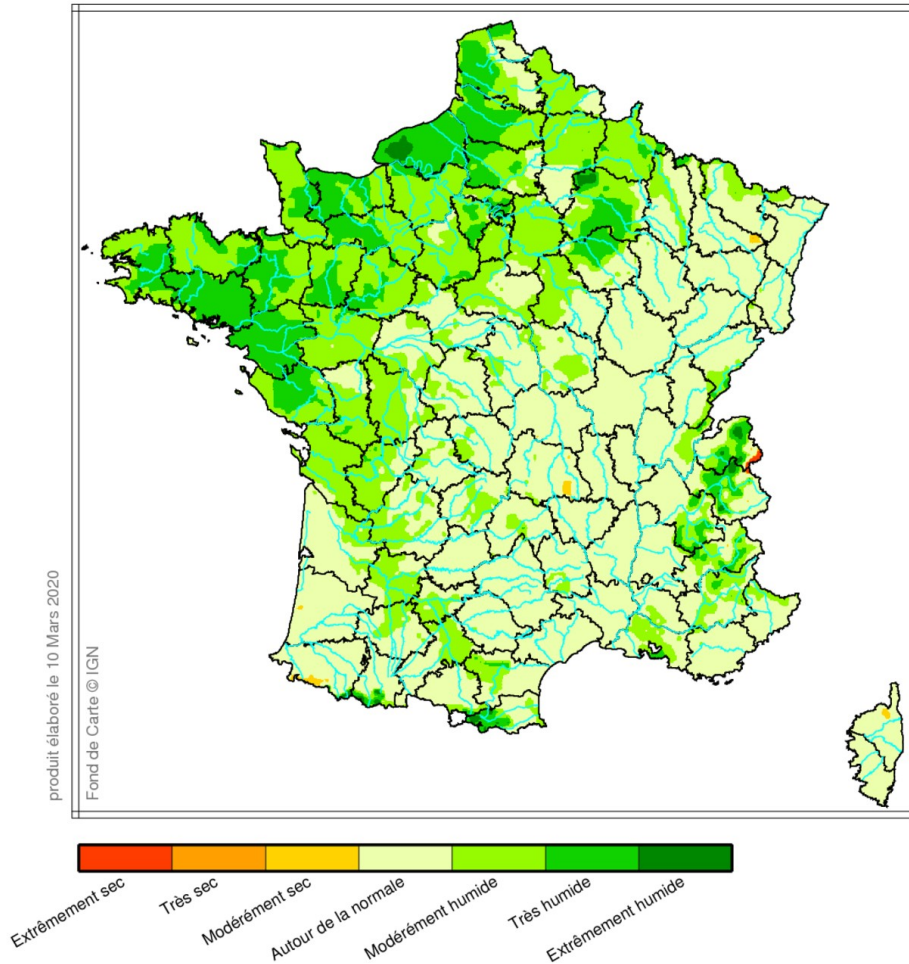 produit élaboré le 10 Mars 2020
Fond de Carte © IGN
Extrêmement sec
Très sec
Modérément sec
Autour de la normale
Modérément humide
Très humide
Extrêmement humide